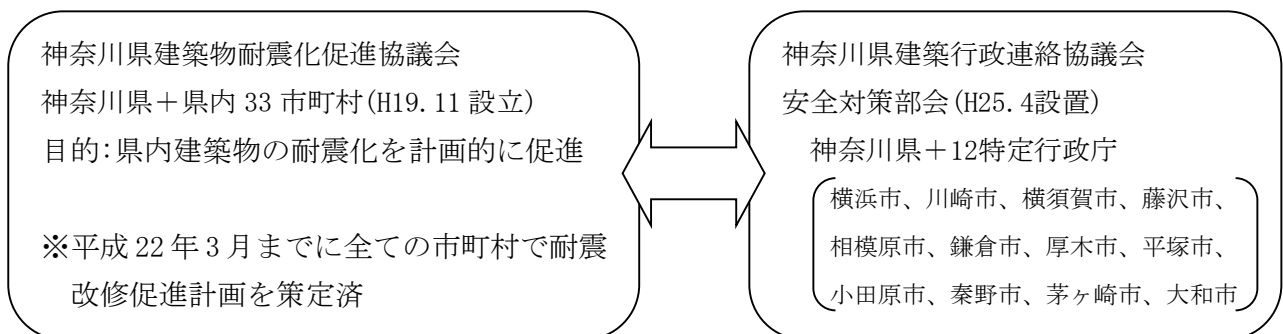 神奈川県建築物耐震化促進協議会
神奈川県＋県内 33 市町村(H19.11 設立)
目的:県内建築物の耐震化を計画的に促進
※平成 22 年 3 月までに全ての市町村で耐震
改修促進計画を策定済
神奈川県建築行政連絡協議会
安全対策部会(H25.4設置)
神奈川県＋12特定行政庁
横浜市、川崎市、横須賀市、藤沢市、
相模原市、鎌倉市、厚木市、平塚市、
小田原市、秦野市、茅ヶ崎市、大和市